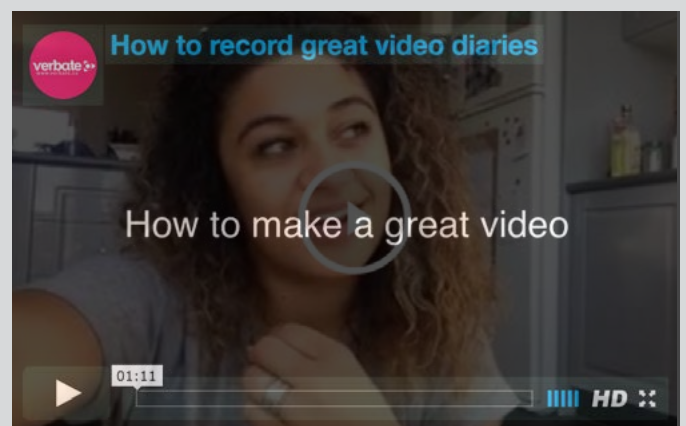 How to record great video diaries
verbate
How to make a great video
01:11
HD